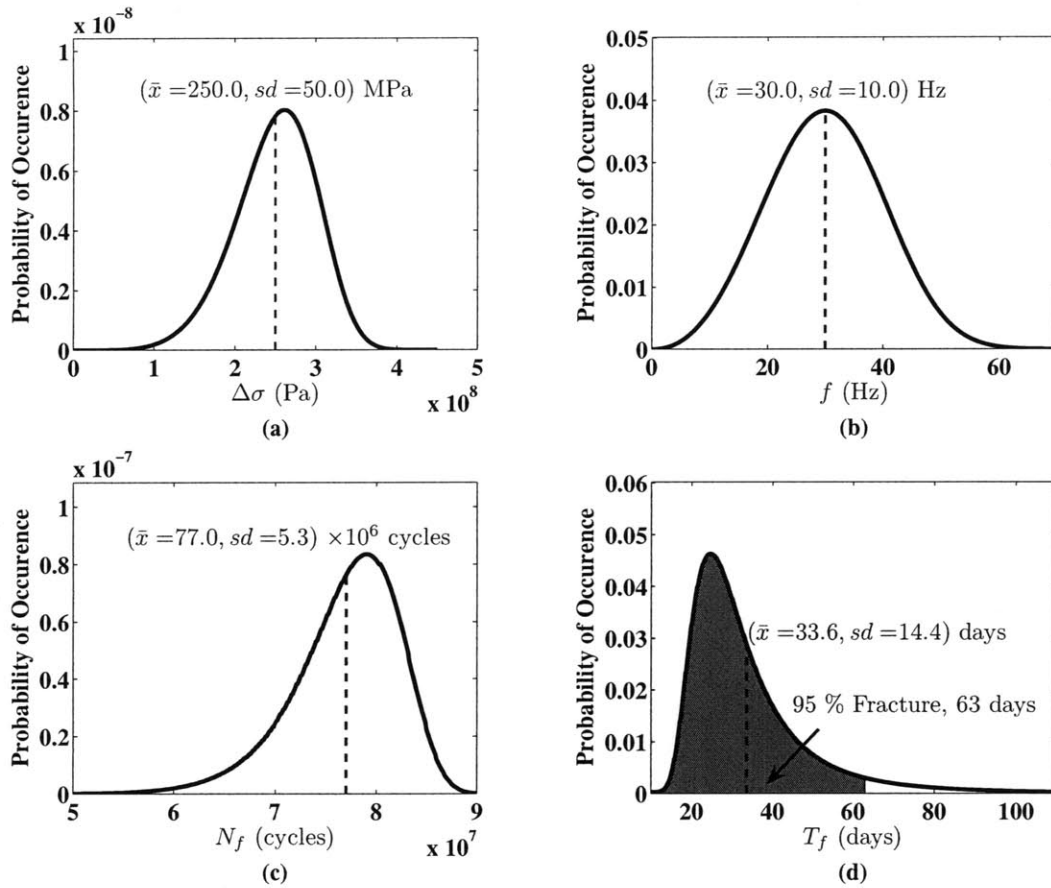 x 10⁻⁸
1
0.8
0.6
0.4
0.2
0
Probability of Occurence
(x̄ =250.0, sd =50.0) MPa
0 1 2 3 4 5
Δσ (Pa)
x 10⁸
(a)
0.05
0.04
0.03
0.02
0.01
0
Probability of Occurence
(x̄ =30.0, sd =10.0) Hz
0 20 40 60
f (Hz)
(b)
x 10⁻⁷
1
0.8
0.6
0.4
0.2
0
Probability of Occurence
(x̄ =77.0, sd =5.3) ×10⁶ cycles
5 6 7 8 9
N_f (cycles)
x 10⁷
(c)
0.06
0.05
0.04
0.03
0.02
0.01
0
Probability of Occurence
(x̄ =33.6, sd =14.4) days
95 % Fracture, 63 days
20 40 60 80 100
T_f (days)
(d)